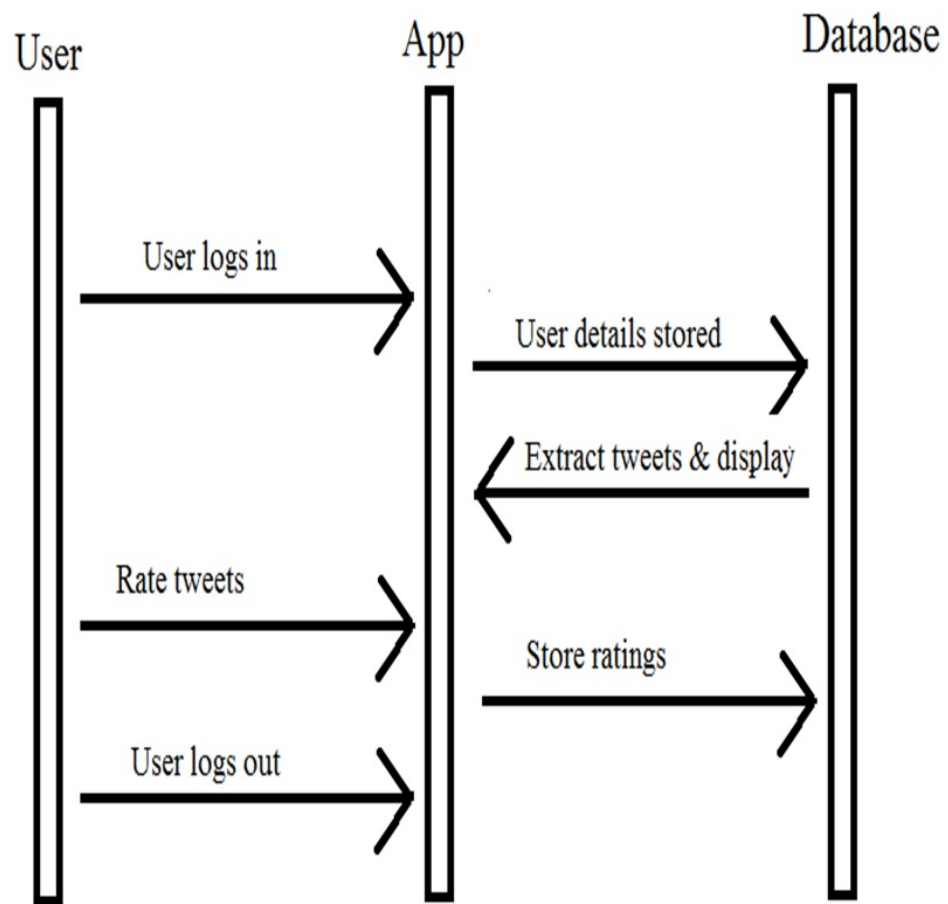 User
App
Database
User logs in
User details stored
Extract tweets & display
Rate tweets
Store ratings
User logs out